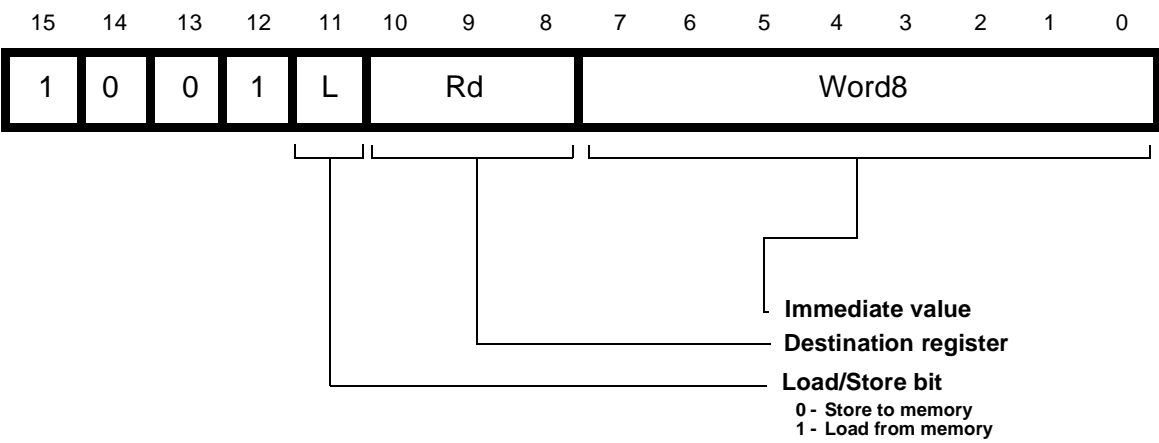 15 14 13 12 11 10 9 8 7 6 5 4 3 2 1 0
1 0 0 1 L Rd Word8
Immediate value
Destination register
Load/Store bit
0 - Store to memory
1 - Load from memory